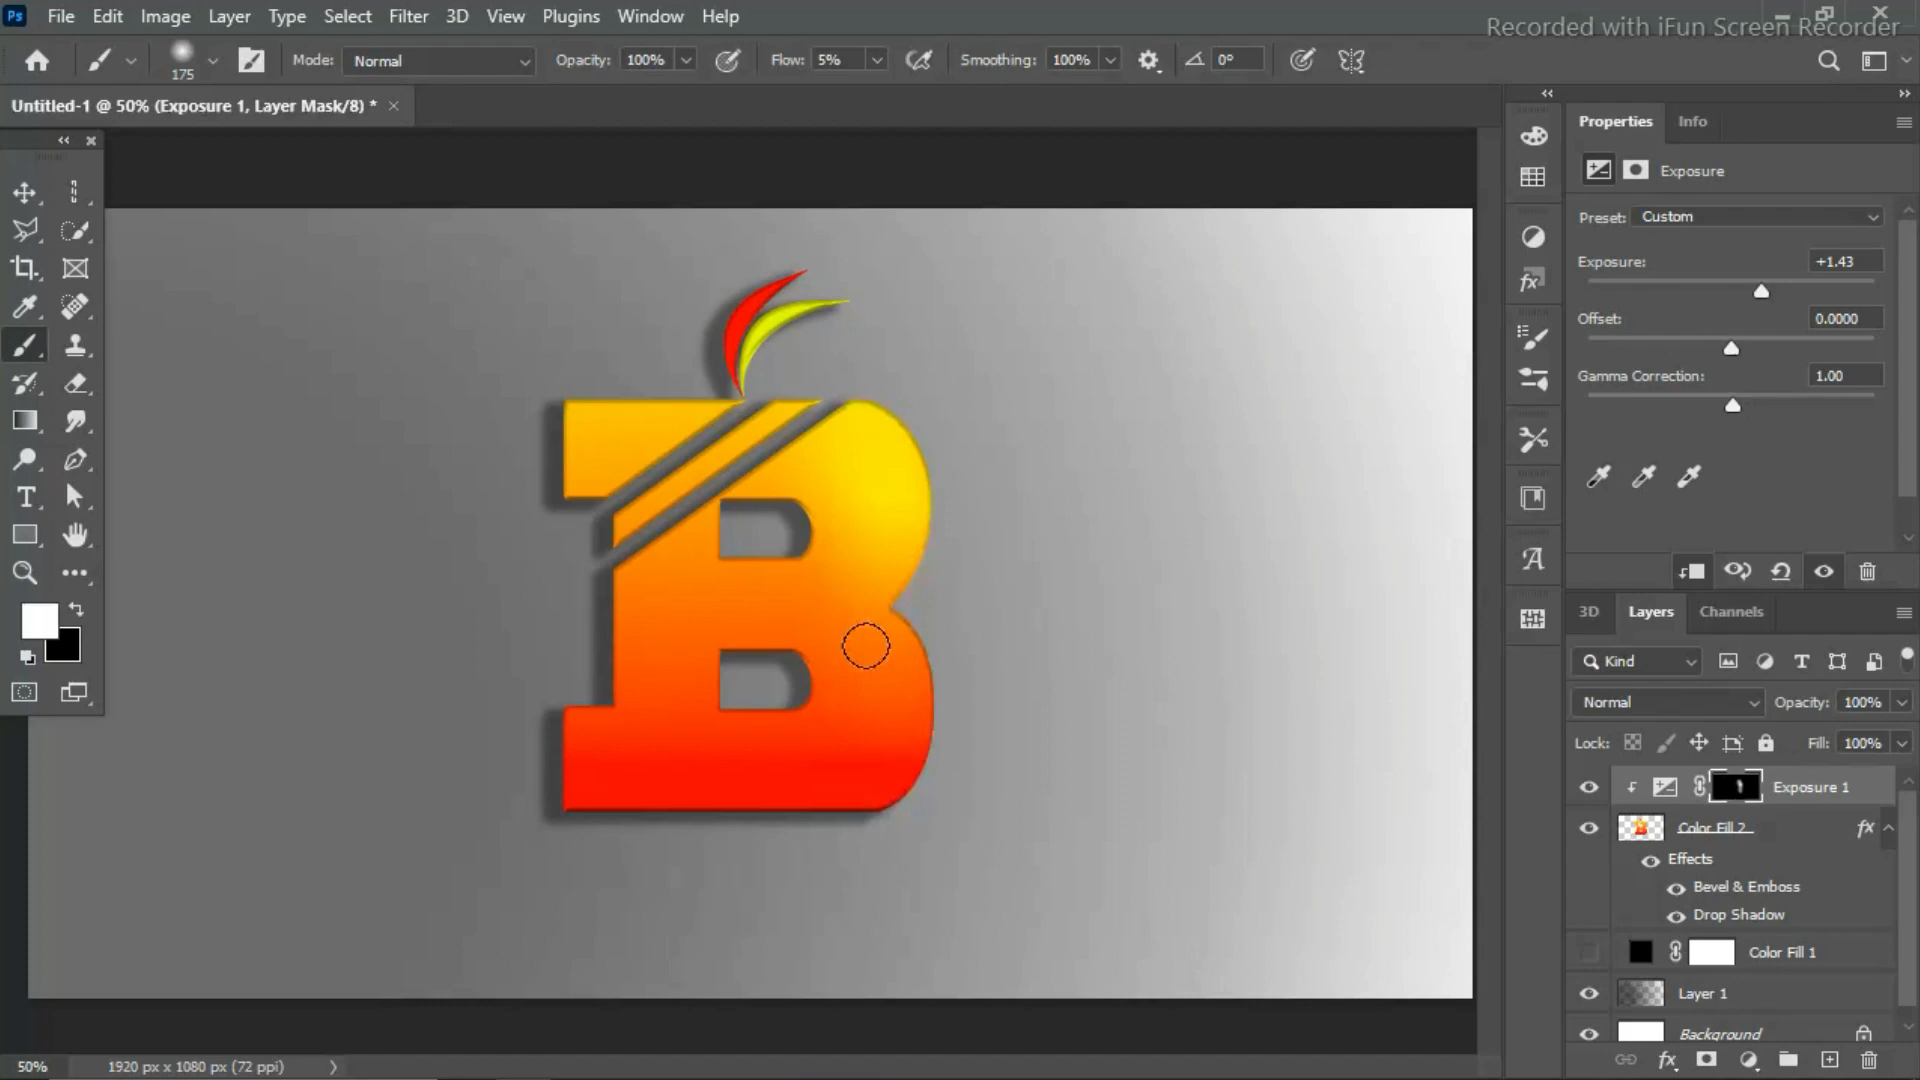 Ps File Edit Image Layer Type Select Filter 3D View Plugins Window Help
Recorded with iFun Screen Recorder
175 Mode: Normal Opacity: 100% Flow: 5% Smoothing: 100% 0°
Untitled-1 @ 50% (Exposure 1, Layer Mask/8) *
Properties Info
Exposure
Preset: Custom
Exposure: +1.43
Offset: 0.0000
Gamma Correction: 1.00
B
3D Layers Channels
Kind
Normal Opacity: 100%
Lock: Fill: 100%
Exposure 1
Color Fill 2 fx
Effects
Bevel & Emboss
Drop Shadow
Color Fill 1
Layer 1
Background
50% 1920 px x 1080 px (72 ppi)